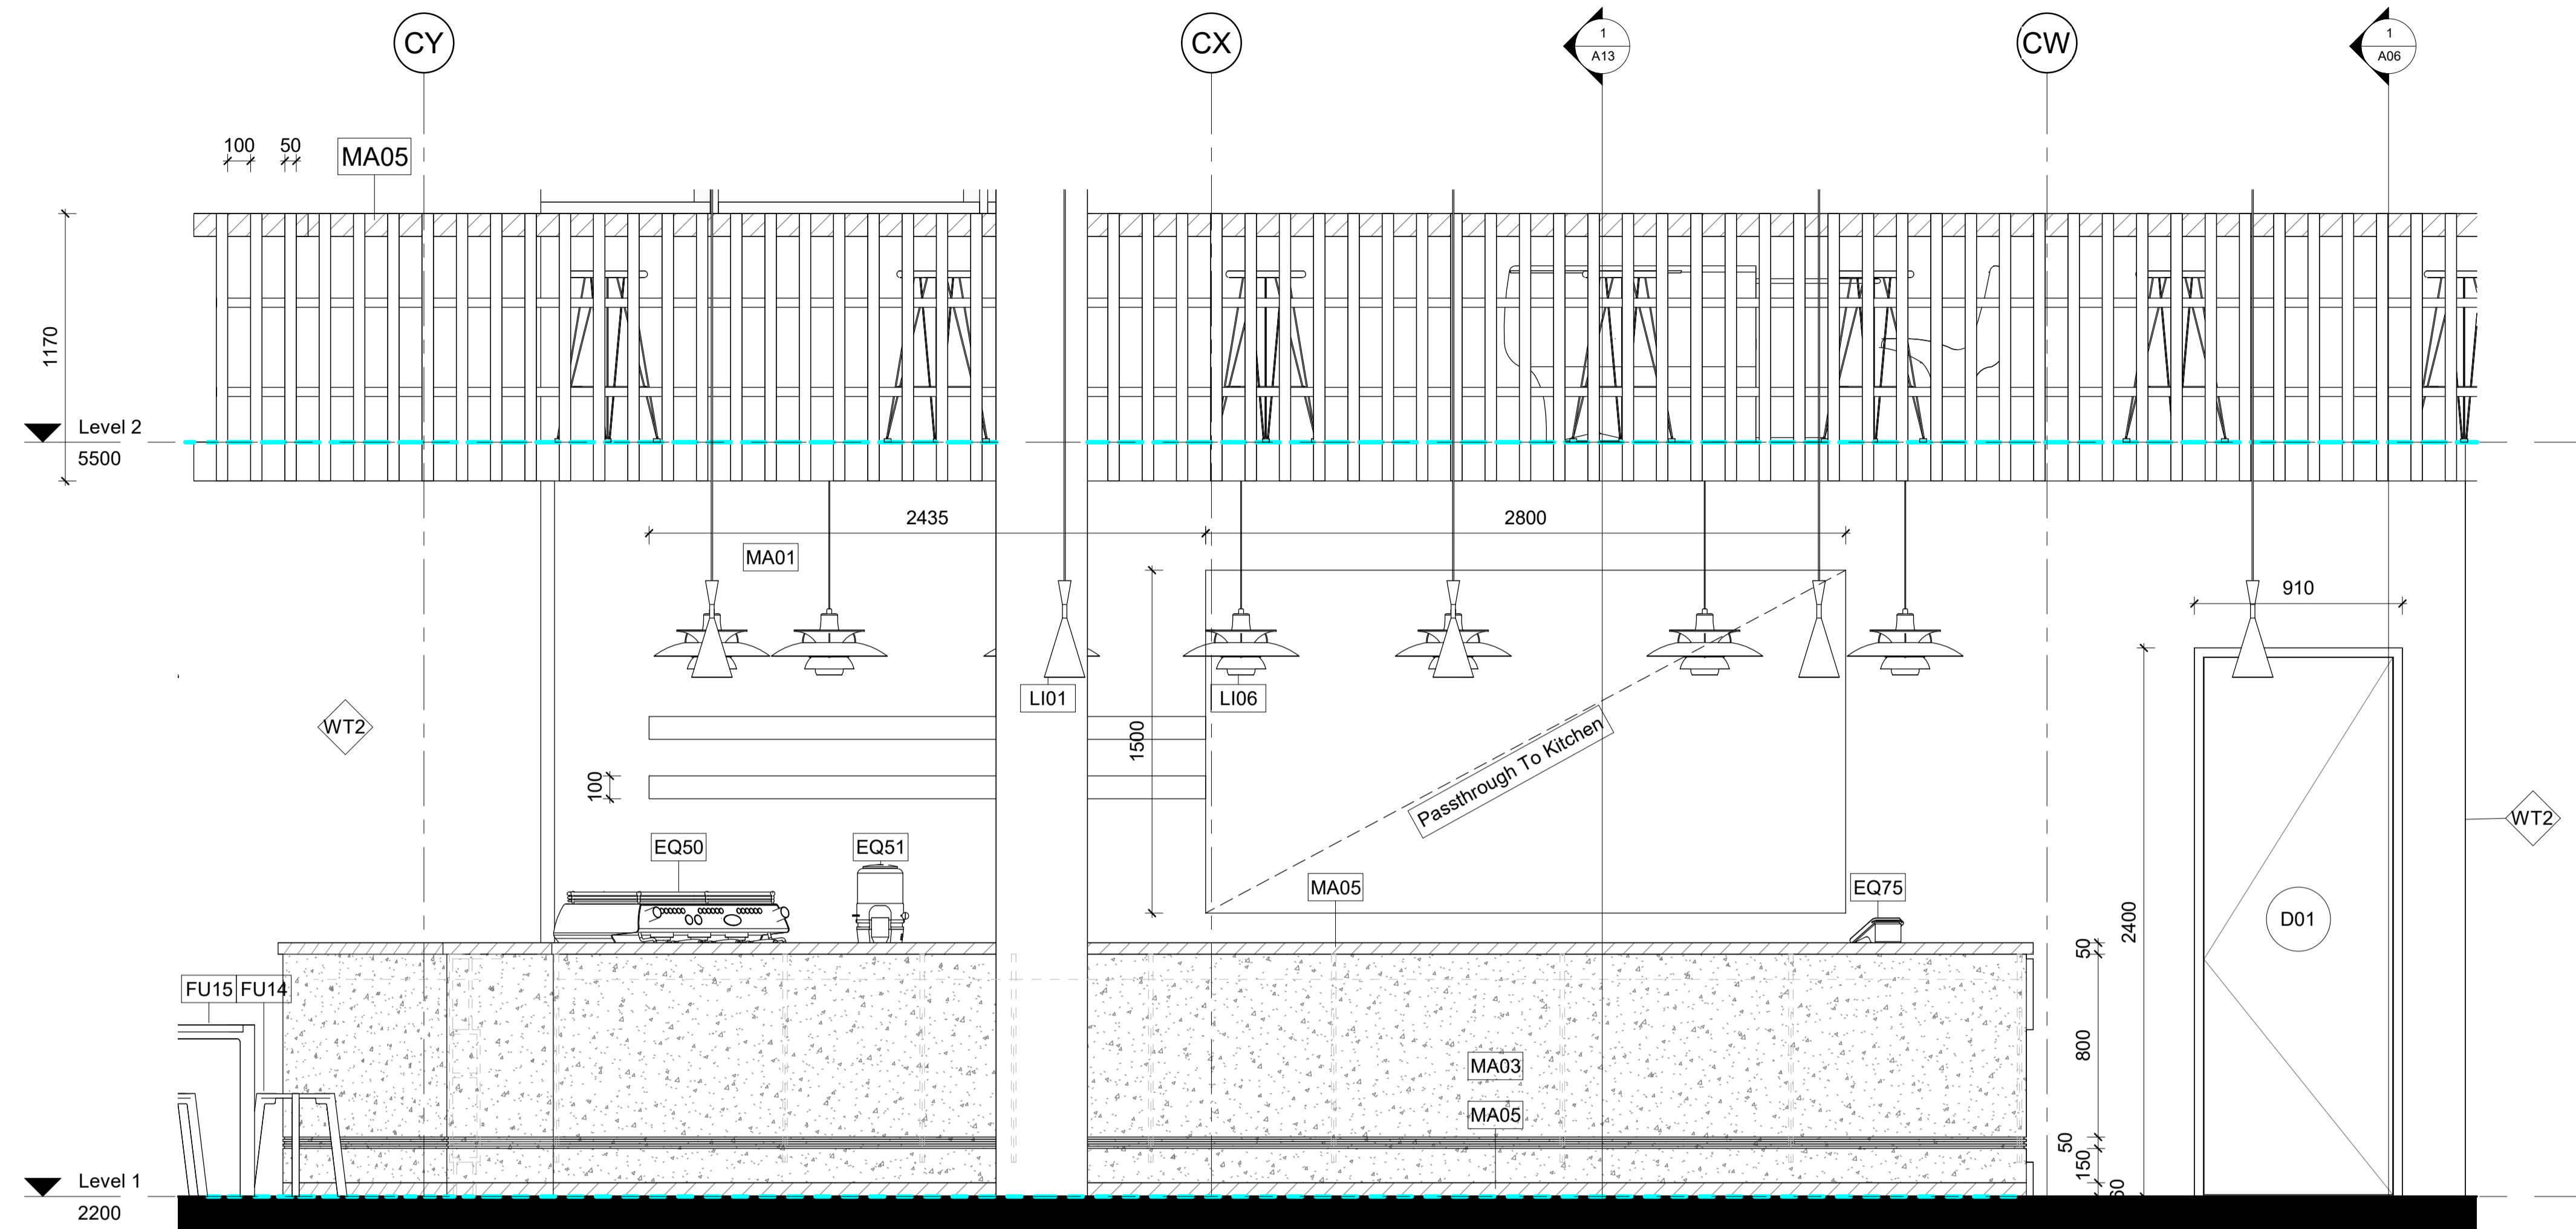 CY
CX
1
A13
CW
1
A06
100
50
MA05
1170
Level 2
5500
2435
2800
MA01
910
LI01
LI06
WT2
1500
Passthrough To Kitchen
100
EQ50
EQ51
MA05
EQ75
WT2
2400
D01
50
FU15
FU14
800
MA03
MA05
50
150
60
Level 1
2200